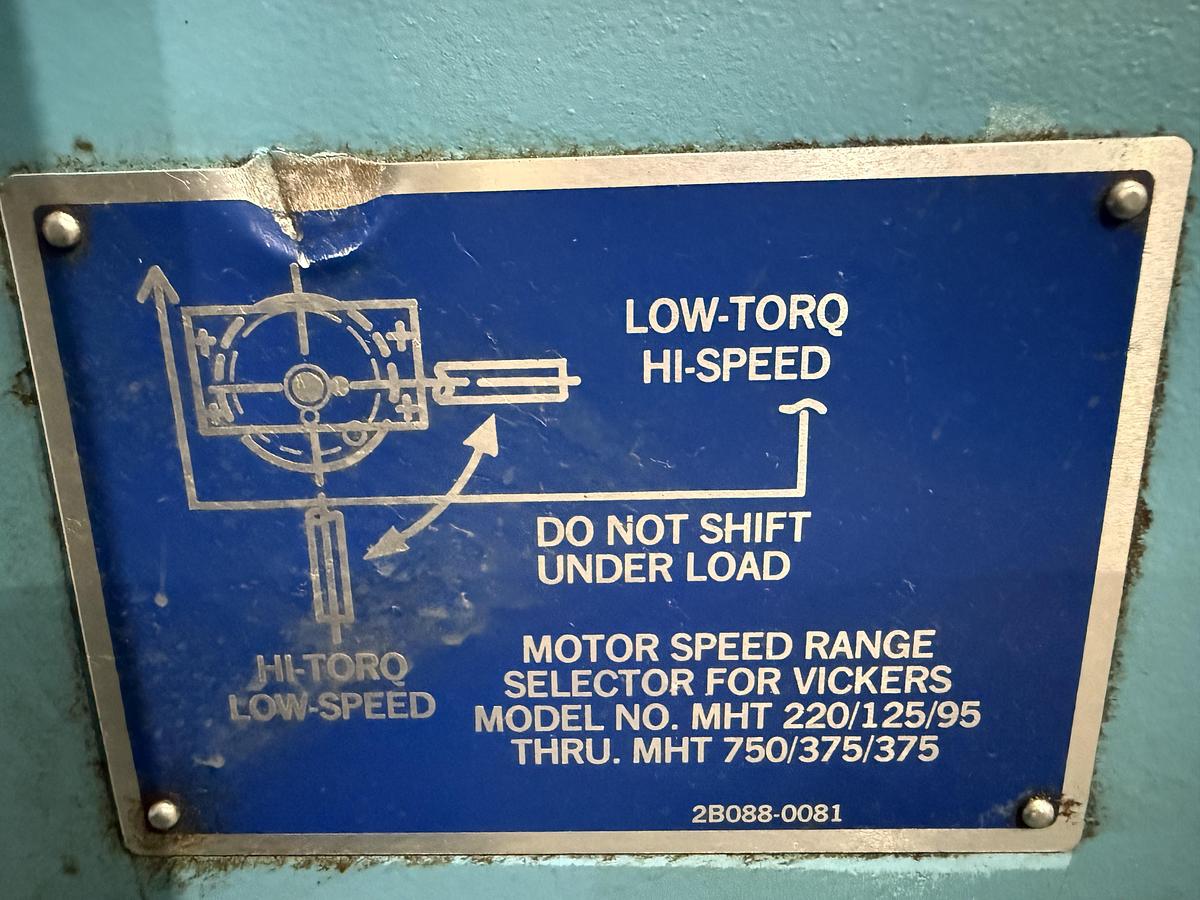 LOW-TORQ
HI-SPEED
DO NOT SHIFT
UNDER LOAD
HI-TORQ
LOW-SPEED
MOTOR SPEED RANGE
SELECTOR FOR VICKERS
MODEL NO. MHT 220/125/95
THRU. MHT 750/375/375
2B088-0081